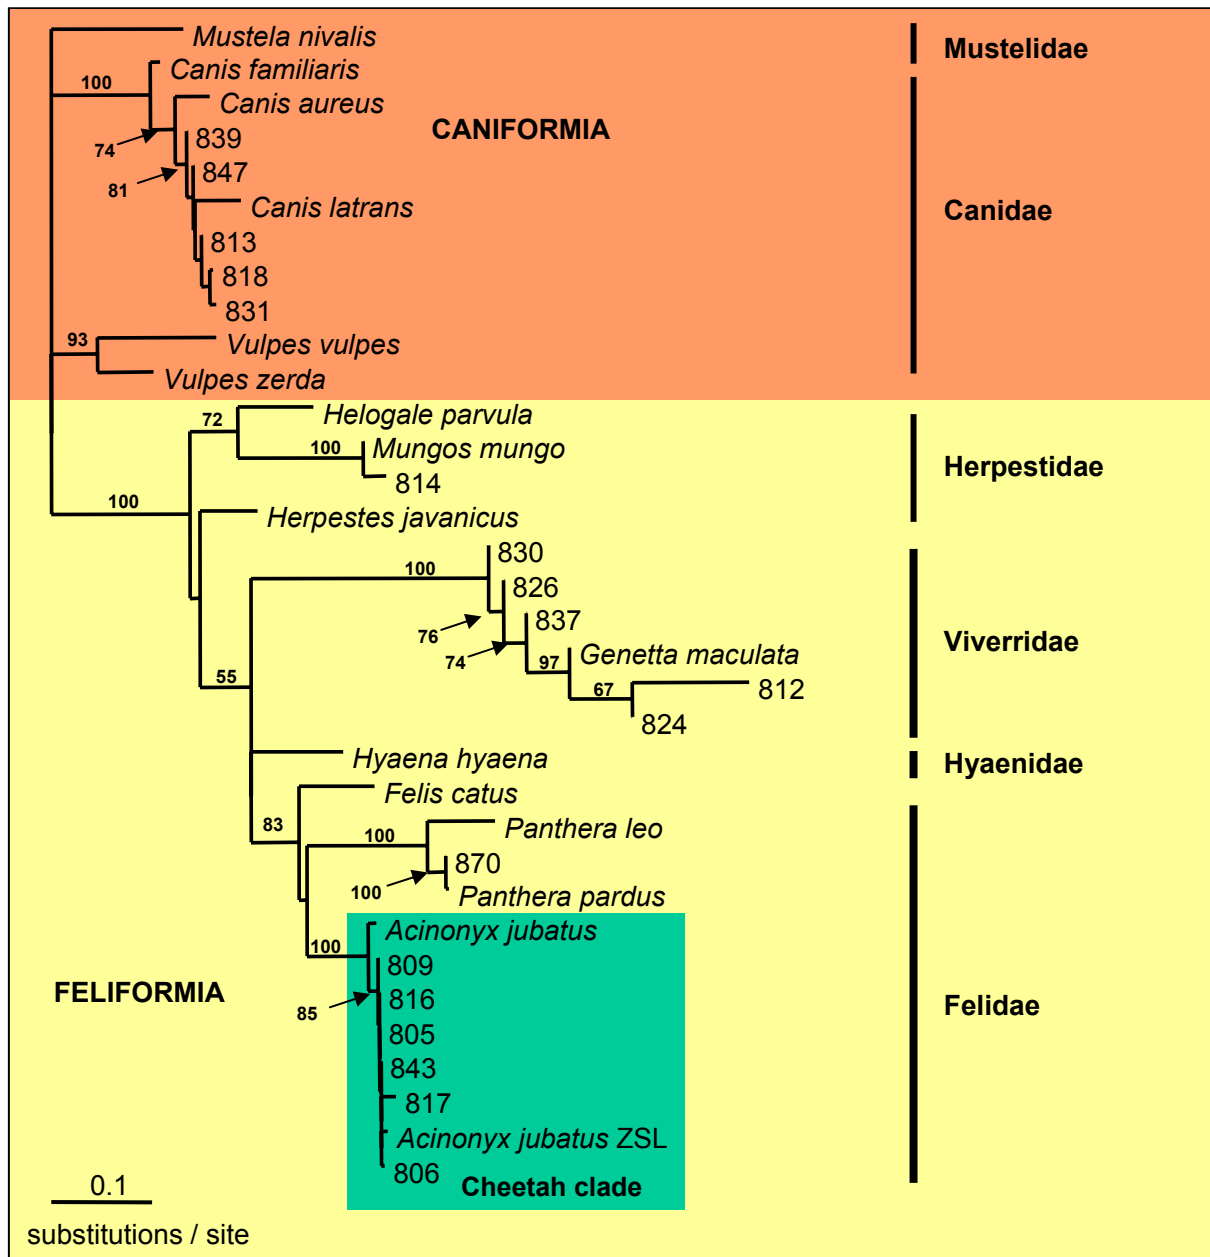 Mustela nivalis
Mustelidae
Canis familiaris
100
Canis aureus
CANIFORMIA
839
74
847
81
Canis latrans
Canidae
813
818
831
93
Vulpes vulpes
Vulpes zerda
72
Helogale parvula
100
Mungos mungo
Herpestidae
814
100
Herpestes javanicus
830
100
826
837
76
Genetta maculata
Viverridae
74
97
55
67
812
824
Hyaena hyaena
Hyaenidae
Felis catus
83
Panthera leo
100
870
100
Panthera pardus
Acinonyx jubatus
100
809
FELIFORMIA
816
Felidae
85
805
843
817
Acinonyx jubatus ZSL
806
Cheetah clade
0.1
substitutions / site